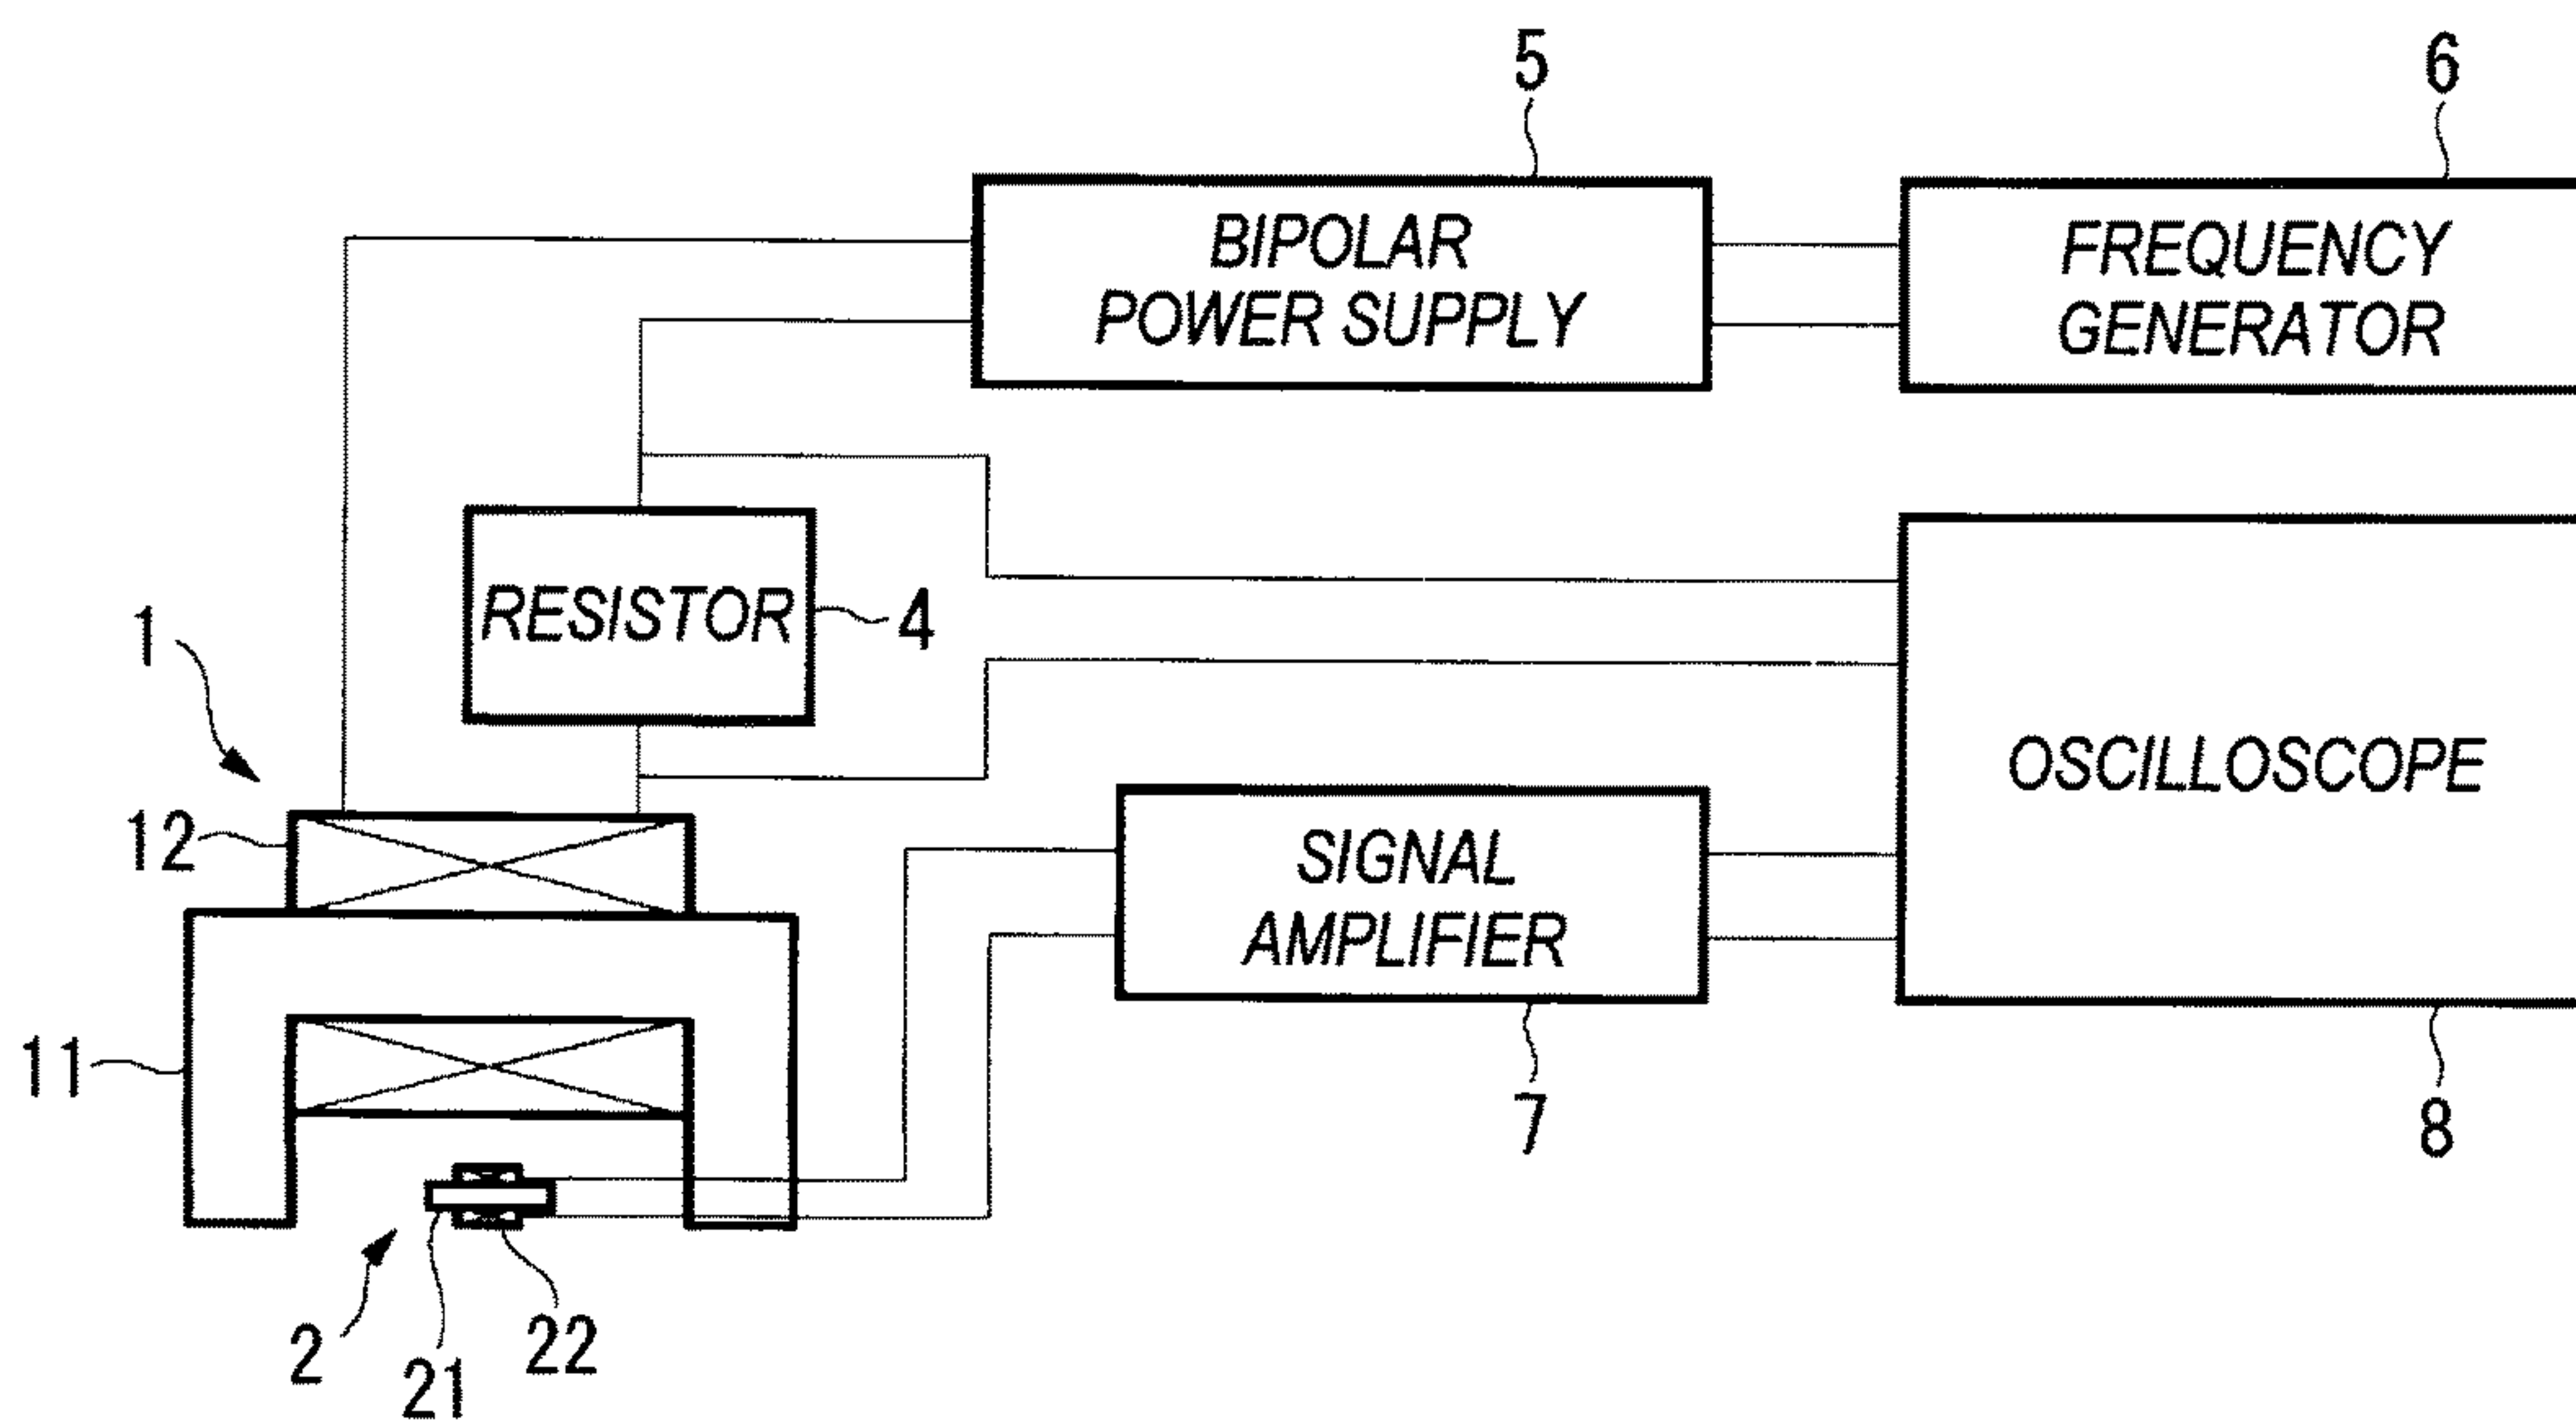 5
6
BIPOLAR
POWER SUPPLY
FREQUENCY
GENERATOR
RESISTOR
4
1
OSCILLOSCOPE
12
SIGNAL
AMPLIFIER
11
7
8
2
21
22